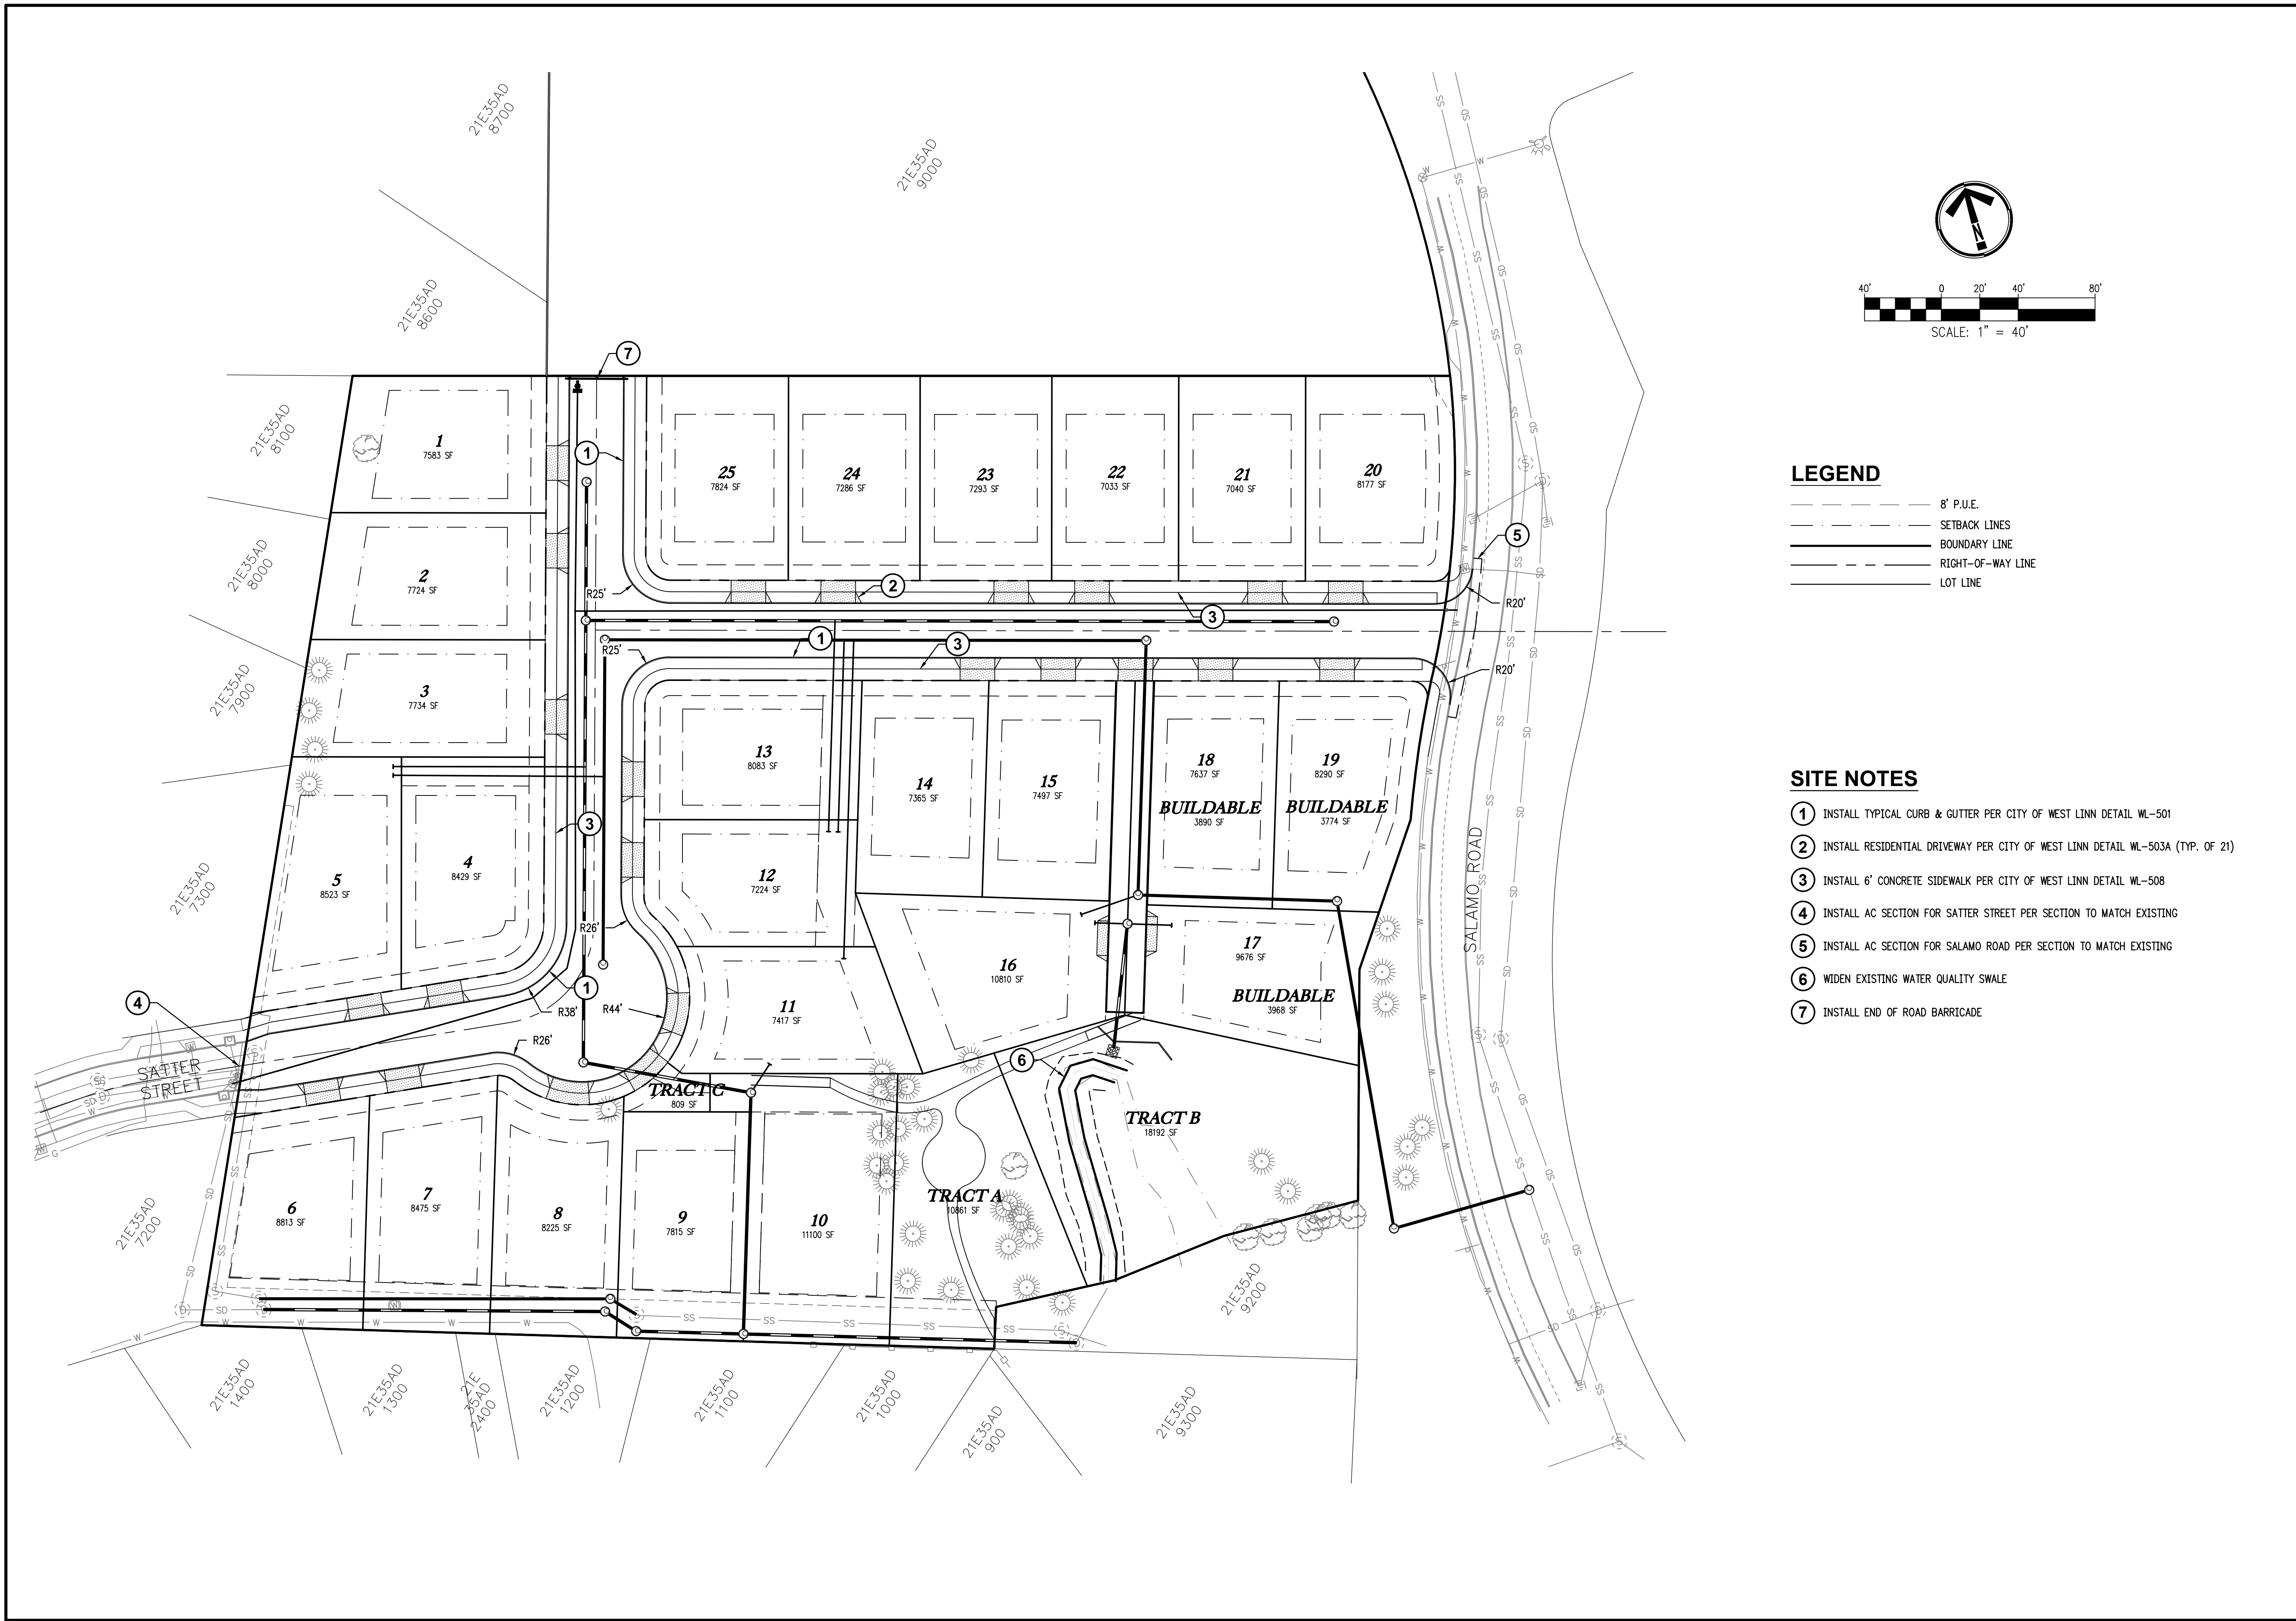 21E35AD
8700
21E35AD
9000
21E35AD
8600
21E35AD
8100
21E35AD
8000
21E35AD
7900
21E35AD
7300
21E35AD
7200
N
40'
0
20'
40'
80'
SCALE: 1" = 40'
7
1
7583 SF
2
7724 SF
3
7734 SF
5
8523 SF
4
8429 SF
1
25
7824 SF
24
7286 SF
23
7293 SF
22
7033 SF
21
7040 SF
20
8177 SF
5
2
R25'
R20'
3
1
3
R25'
R20'
13
8083 SF
14
7365 SF
15
7497 SF
18
7637 SF
BUILDABLE
3890 SF
19
8290 SF
BUILDABLE
3774 SF
3
12
7224 SF
R26'
16
10810 SF
17
9676 SF
BUILDABLE
3968 SF
1
R38'
R44'
11
7417 SF
4
R26'
6
SATTER
STREET
TRACT C
809 SF
TRACT B
18192 SF
TRACT A
10861 SF
6
8813 SF
7
8475 SF
8
8225 SF
9
7815 SF
10
11100 SF
SALAMO ROAD
21E35AD
9200
21E35AD
1400
21E35AD
1300
21E
35AD
2400
21E35AD
1200
21E35AD
1100
21E35AD
1000
21E35AD
900
21E35AD
9300
LEGEND
8' P.U.E.
SETBACK LINES
BOUNDARY LINE
RIGHT-OF-WAY LINE
LOT LINE
SITE NOTES
1 INSTALL TYPICAL CURB & GUTTER PER CITY OF WEST LINN DETAIL WL-501
2 INSTALL RESIDENTIAL DRIVEWAY PER CITY OF WEST LINN DETAIL WL-503A (TYP. OF 21)
3 INSTALL 6' CONCRETE SIDEWALK PER CITY OF WEST LINN DETAIL WL-508
4 INSTALL AC SECTION FOR SATTER STREET PER SECTION TO MATCH EXISTING
5 INSTALL AC SECTION FOR SALAMO ROAD PER SECTION TO MATCH EXISTING
6 WIDEN EXISTING WATER QUALITY SWALE
7 INSTALL END OF ROAD BARRICADE